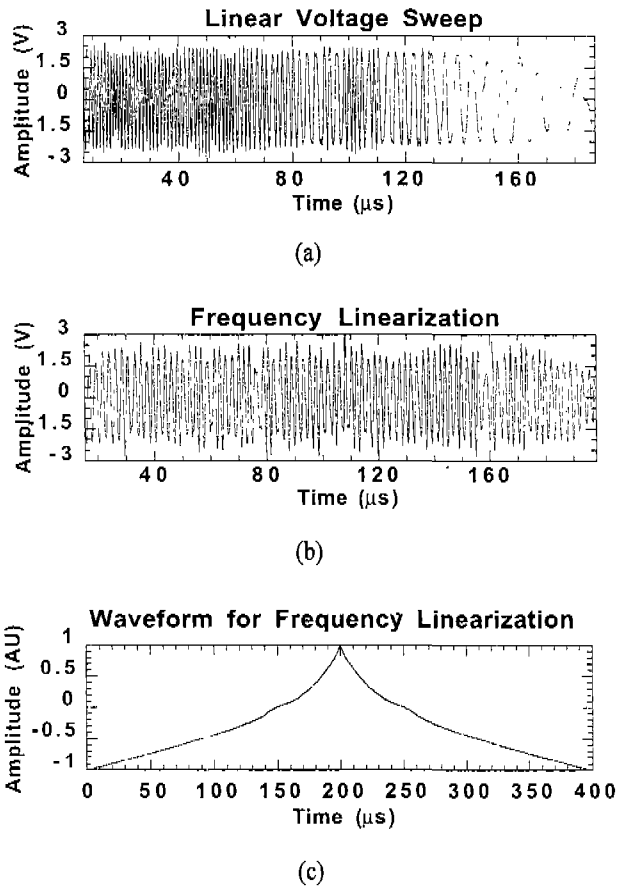 Linear Voltage Sweep
Amplitude (V)
3
1.5
0
1.5
-3
40 80 120 160
Time (μs)
(a)
Frequency Linearization
Amplitude (V)
3
1.5
0
1.5
-3
40 80 120 160
Time (μs)
(b)
Waveform for Frequency Linearization
Amplitude (AU)
1
0.5
0
-0.5
-1
0 50 100 150 200 250 300 350 400
Time (μs)
(c)